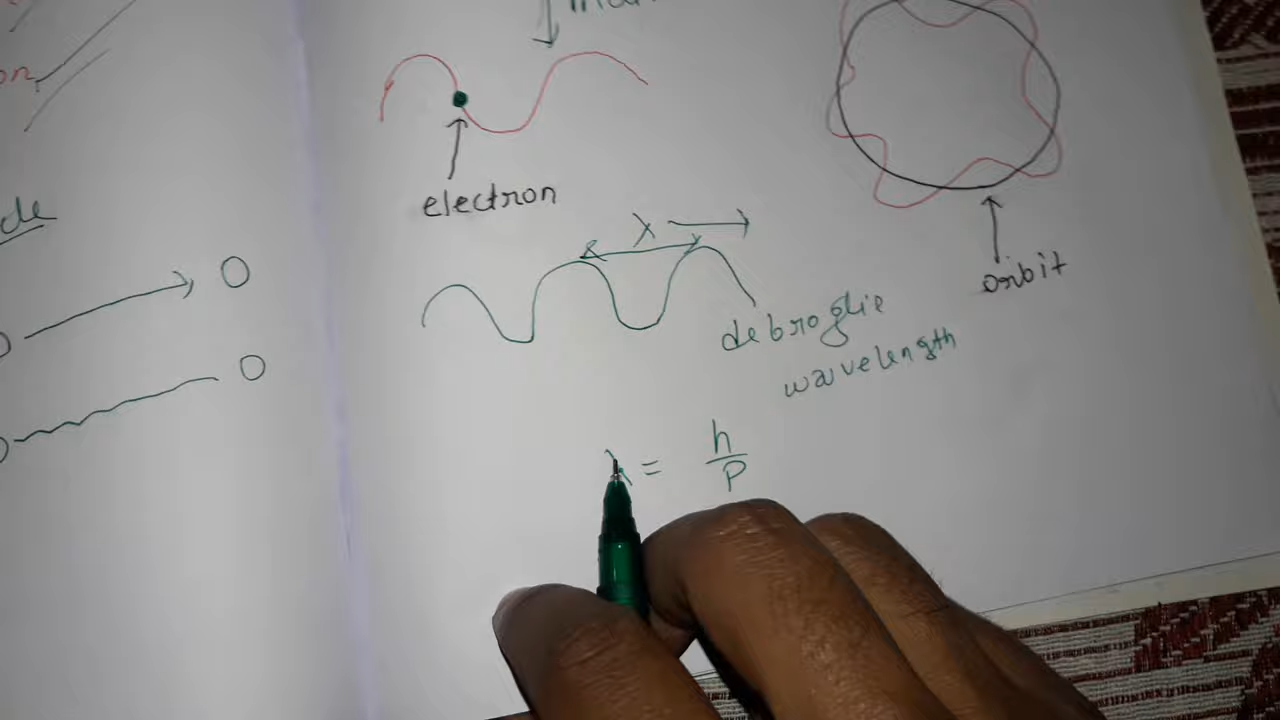 electron
λ
debroglie
wavelength
orbit
λ = h/P